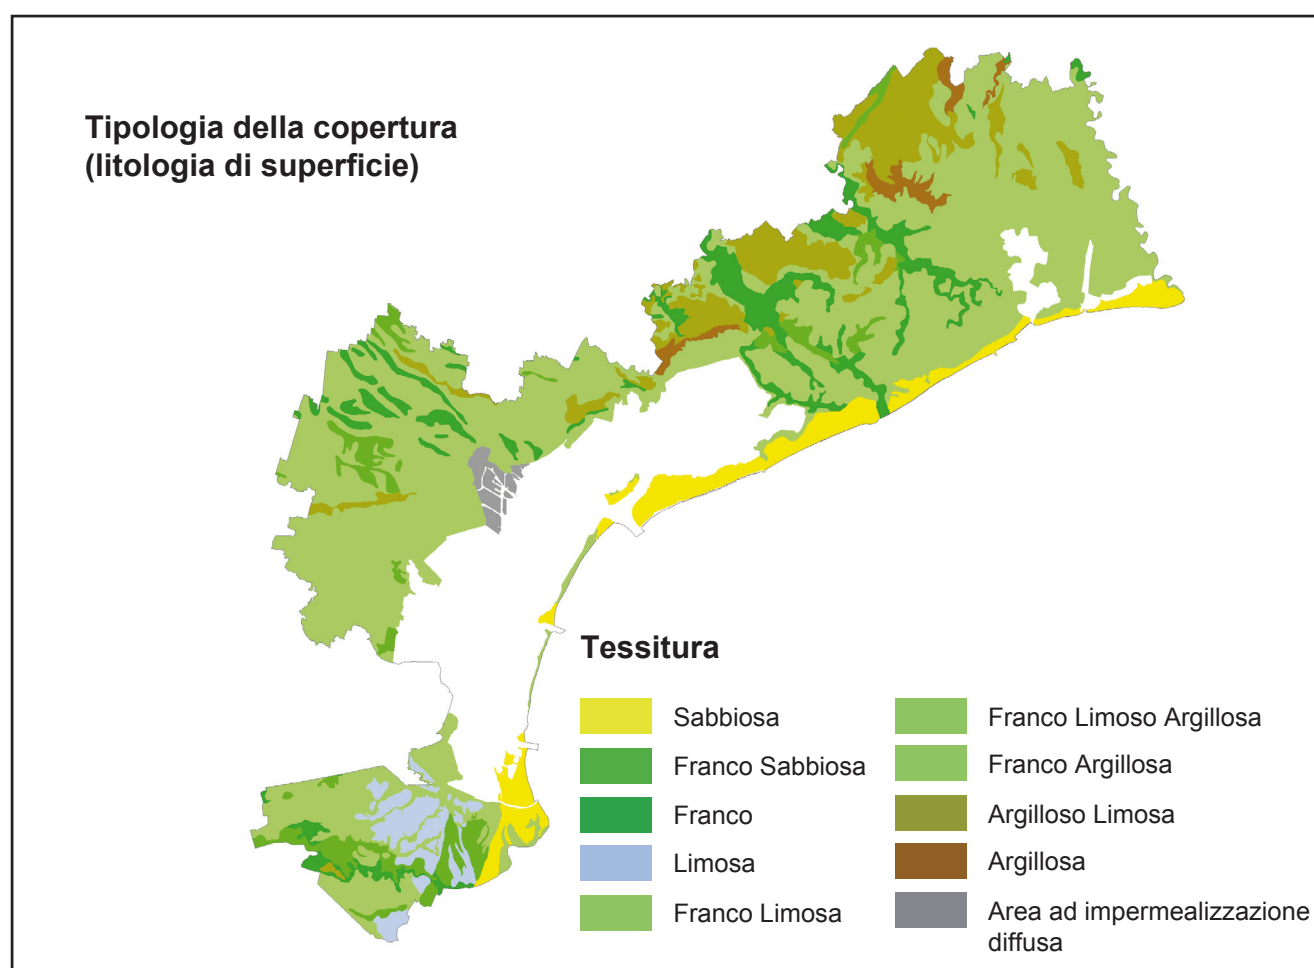 Tipologia della copertura
(litologia di superficie)
Tessitura
Sabbiosa
Franco Sabbiosa
Franco
Limosa
Franco Limosa
Franco Limoso Argillosa
Franco Argillosa
Argilloso Limosa
Argillosa
Area ad impermealizzazione
diffusa